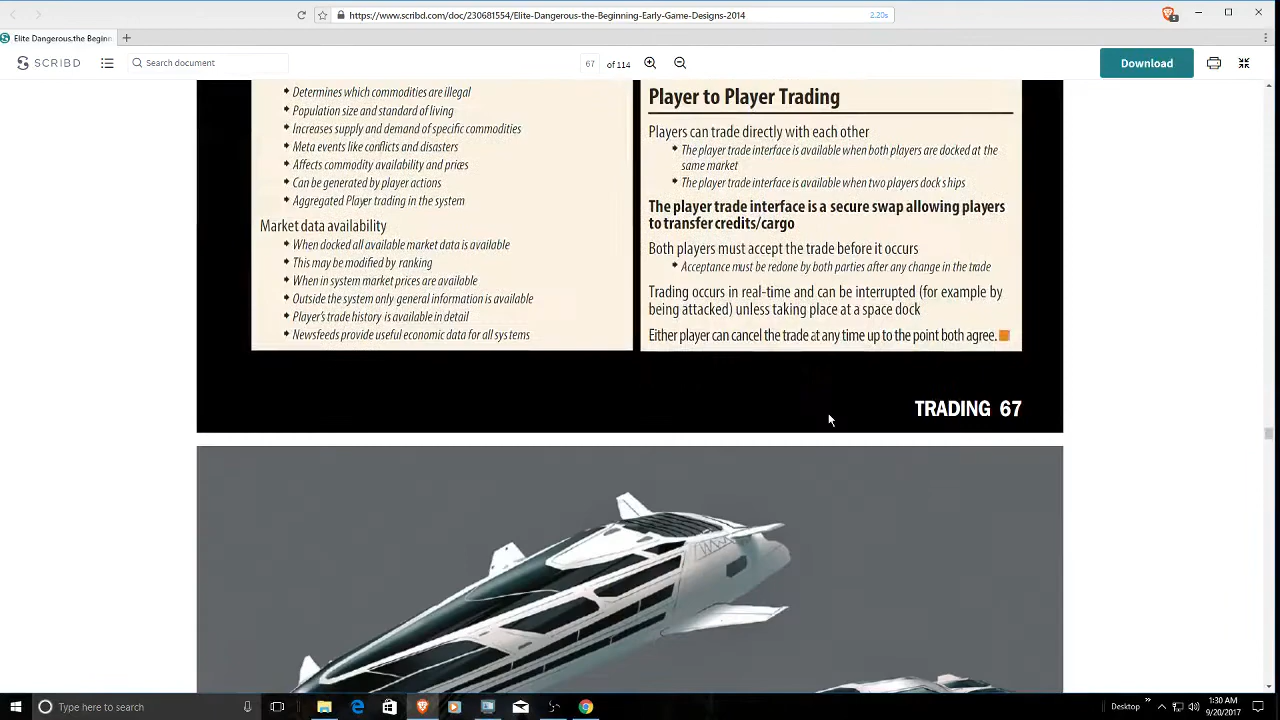 https://www.scribd.com/doc/230681554/Elite-Dangerous-the-Beginning-Early-Game-Designs-2014
2.20s
Elite Dangerous.the Beginn
SCRIBD
Search document
67 of 114
Download
Determines which commodities are illegal
Population size and standard of living
Increases supply and demand of specific commodities
Meta events like conflicts and disasters
Affects commodity availability and prices
Can be generated by player actions
Aggregated Player trading in the system
Market data availability
When docked all available market data is available
This may be modified by ranking
When in system market prices are available
Outside the system only general information is available
Player's trade history is available in detail
Newsfeeds provide useful economic data for all systems
Player to Player Trading
Players can trade directly with each other
The player trade interface is available when both players are docked at the
same market
The player trade interface is available when two players dock ships
The player trade interface is a secure swap allowing players
to transfer credits/cargo
Both players must accept the trade before it occurs
Acceptance must be redone by both parties after any change in the trade
Trading occurs in real-time and can be interrupted (for example by
being attacked) unless taking place at a space dock
Either player can cancel the trade at any time up to the point both agree.
TRADING 67
Type here to search
Desktop
1:30 AM
9/20/2017